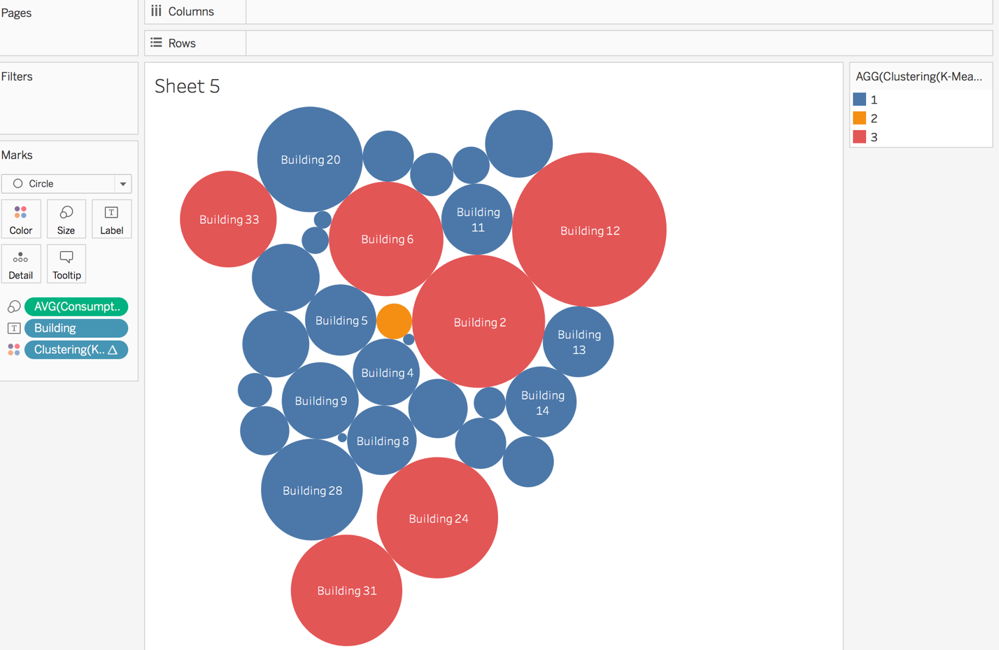 Pages
Columns
Rows
Filters
Marks
Circle
Color
Size
T
Label
Detail
Tooltip
AVG(Consumpt..
T
Building
Clustering(K.. △
Sheet 5
Building 20
Building 33
Building 6
Building
11
Building 12
Building 5
Building 2
Building
13
Building 4
Building 9
Building
14
Building 8
Building 28
Building 24
Building 31
AGG(Clustering(K-Mea...
1
2
3